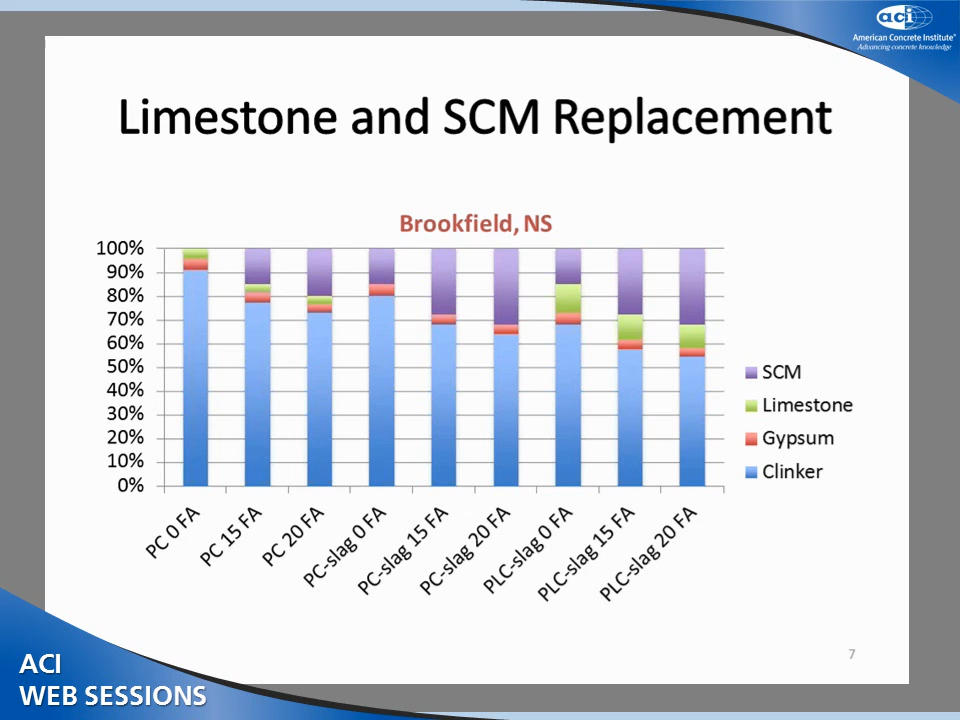 aci
American Concrete Institute®
Advancing concrete knowledge
Limestone and SCM Replacement
Brookfield, NS
100%
90%
80%
70%
60%
50%
40%
30%
20%
10%
0%
PC 0 FA
PC 15 FA
PC 20 FA
PC-slag 0 FA
PC-slag 15 FA
PC-slag 20 FA
PLC-slag 0 FA
PLC-slag 15 FA
PLC-slag 20 FA
SCM
Limestone
Gypsum
Clinker
7
ACI
WEB SESSIONS